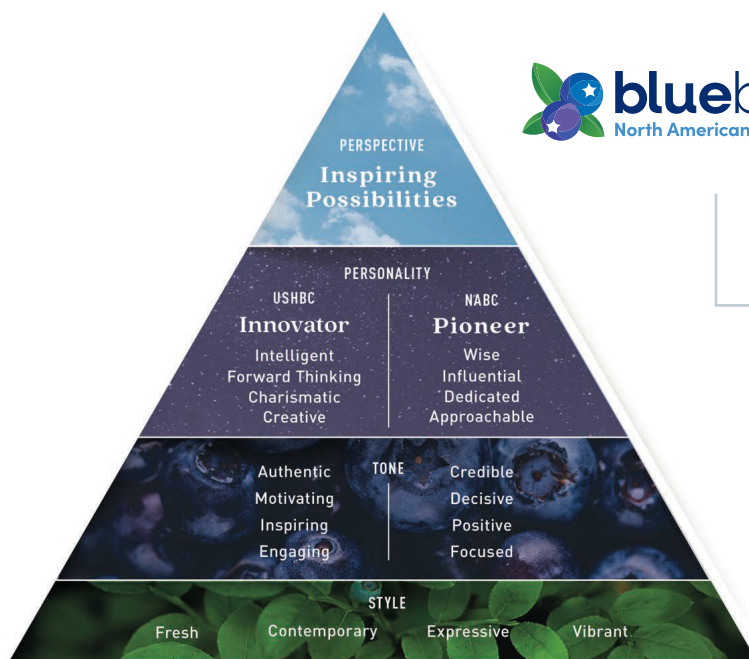 PERSPECTIVE
Inspiring
Possibilities
North American
PERSONALITY
USHBC
Innovator
Intelligent
Forward Thinking
Charismatic
Creative
NABC
Pioneer
Wise
Influential
Dedicated
Approachable
TONE
Authentic
Motivating
Inspiring
Engaging
Credible
Decisive
Positive
Focused
STYLE
Fresh Contemporary Expressive Vibrant